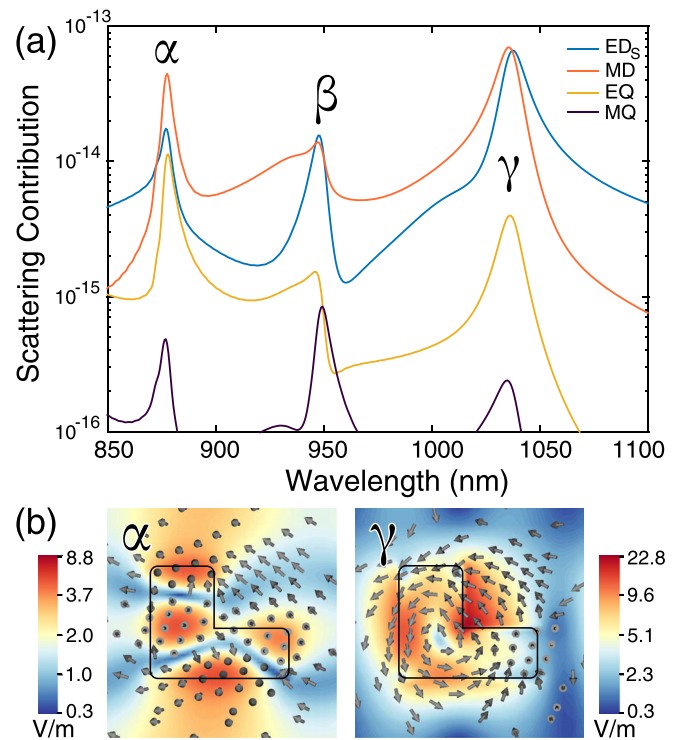 (a)
Scattering Contribution
10-13
10-14
10-15
10-16
α
β
γ
EDS
MD
EQ
MQ
850
900
950
1000
1050
1100
Wavelength (nm)
(b)
α
8.8
3.7
2.0
1.0
0.3
V/m
γ
22.8
9.6
5.1
2.6
0.3
V/m